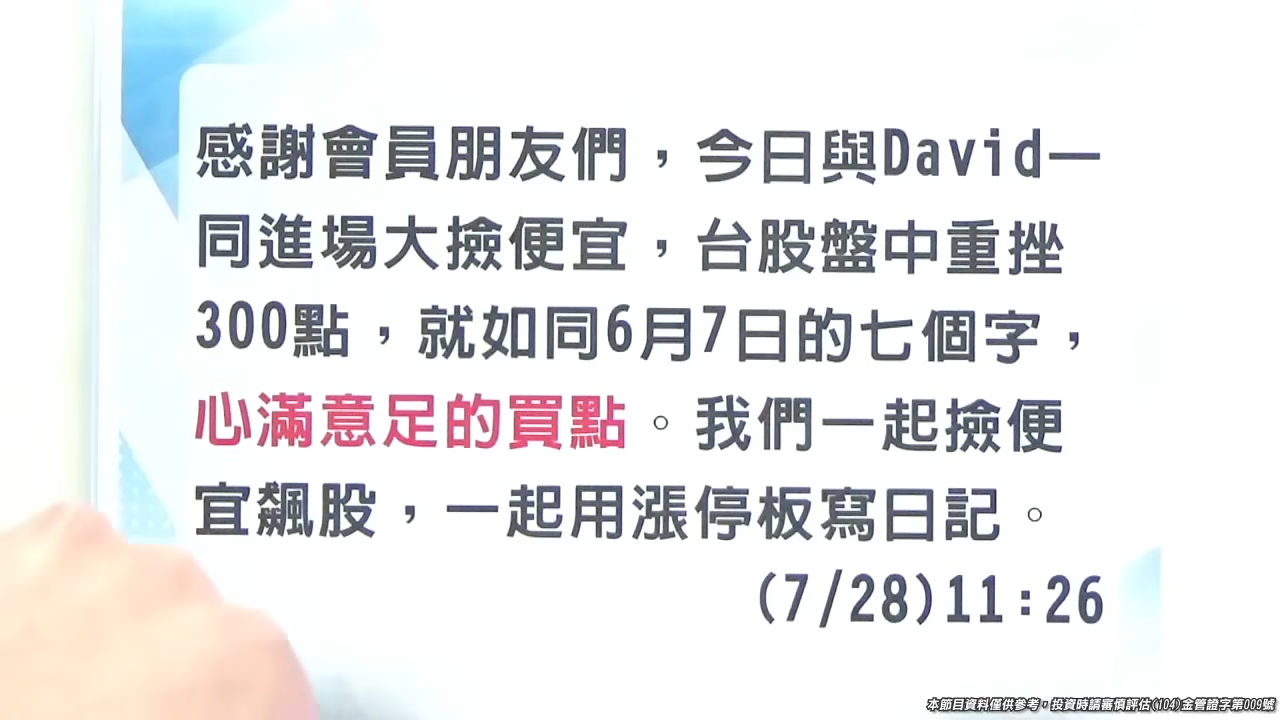 感謝會員朋友們，今日與David一
同進場大撿便宜，台股盤中重挫
300點，就如同6月7日的七個字，
心滿意足的買點。我們一起撿便
宜飆股，一起用漲停板寫日記。
(7/28)11:26
本節目資料僅供參考，投資時請審慎評估(104)金管證字第009號